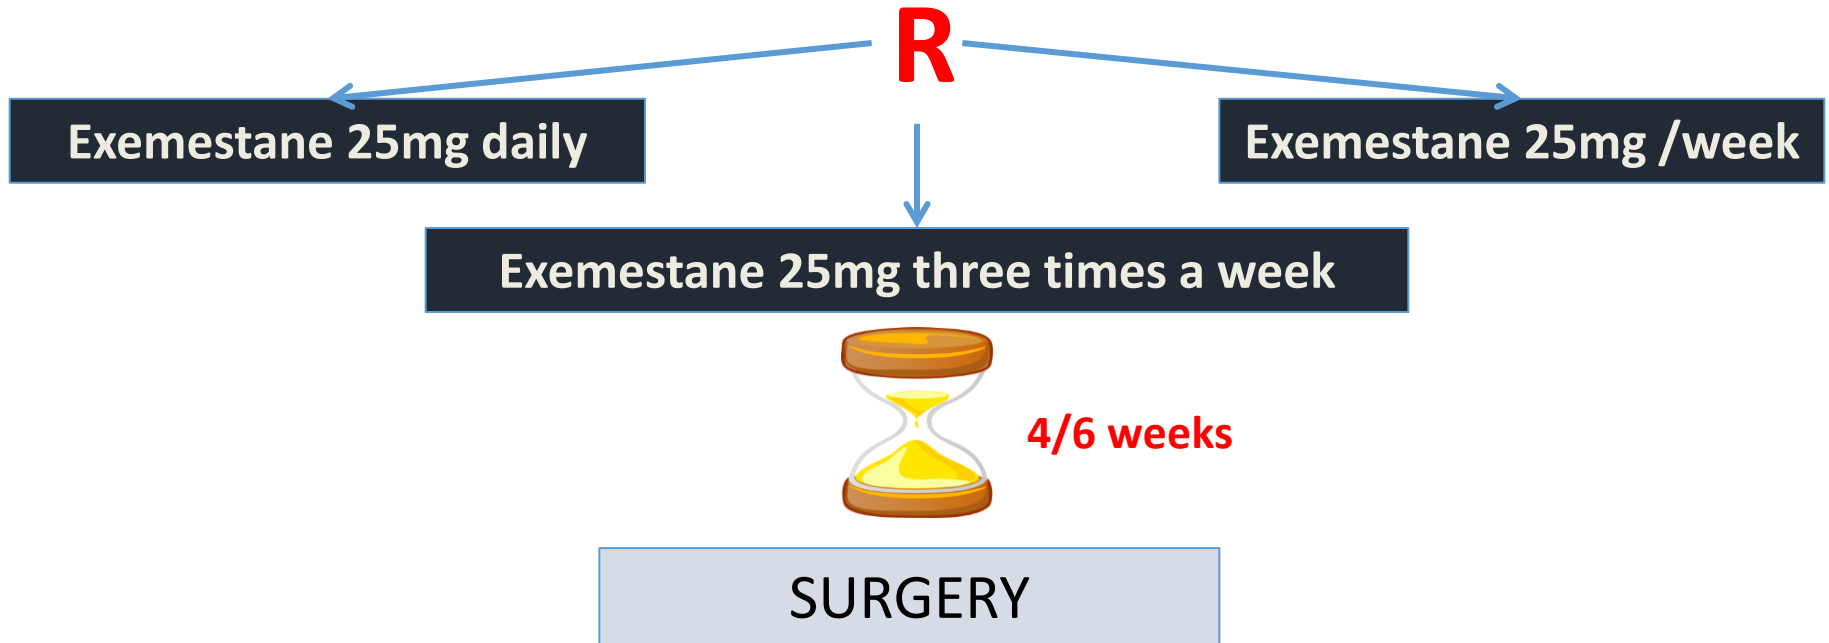 R
Exemestane 25mg daily
Exemestane 25mg /week
Exemestane 25mg three times a week
4/6 weeks
SURGERY